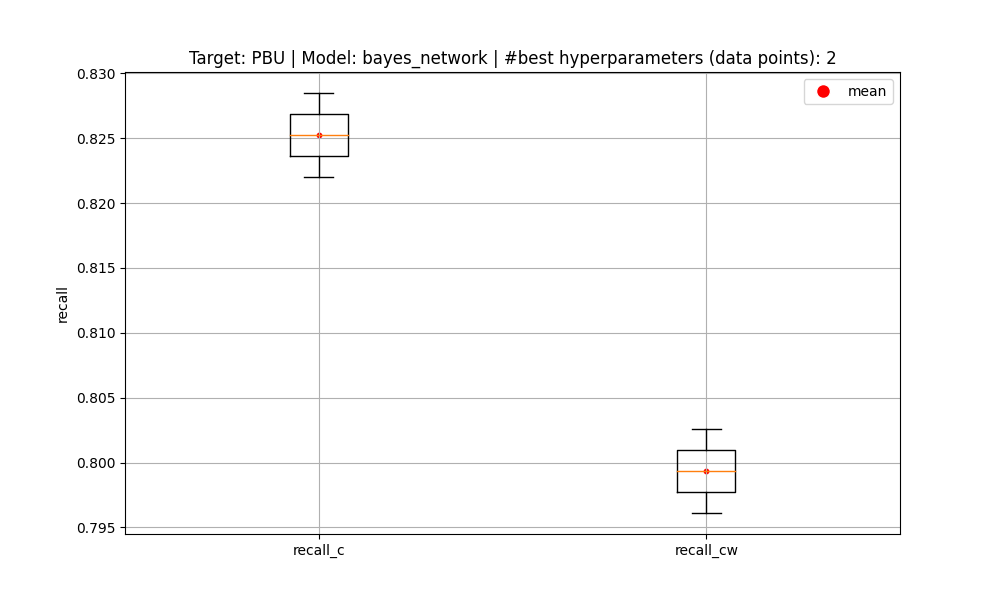 Target: PBU | Model: bayes_network | #best hyperparameters (data points): 2
mean
0.830
0.825
0.820
0.815
0.810
0.805
0.800
0.795
recall
recall_c
recall_cw